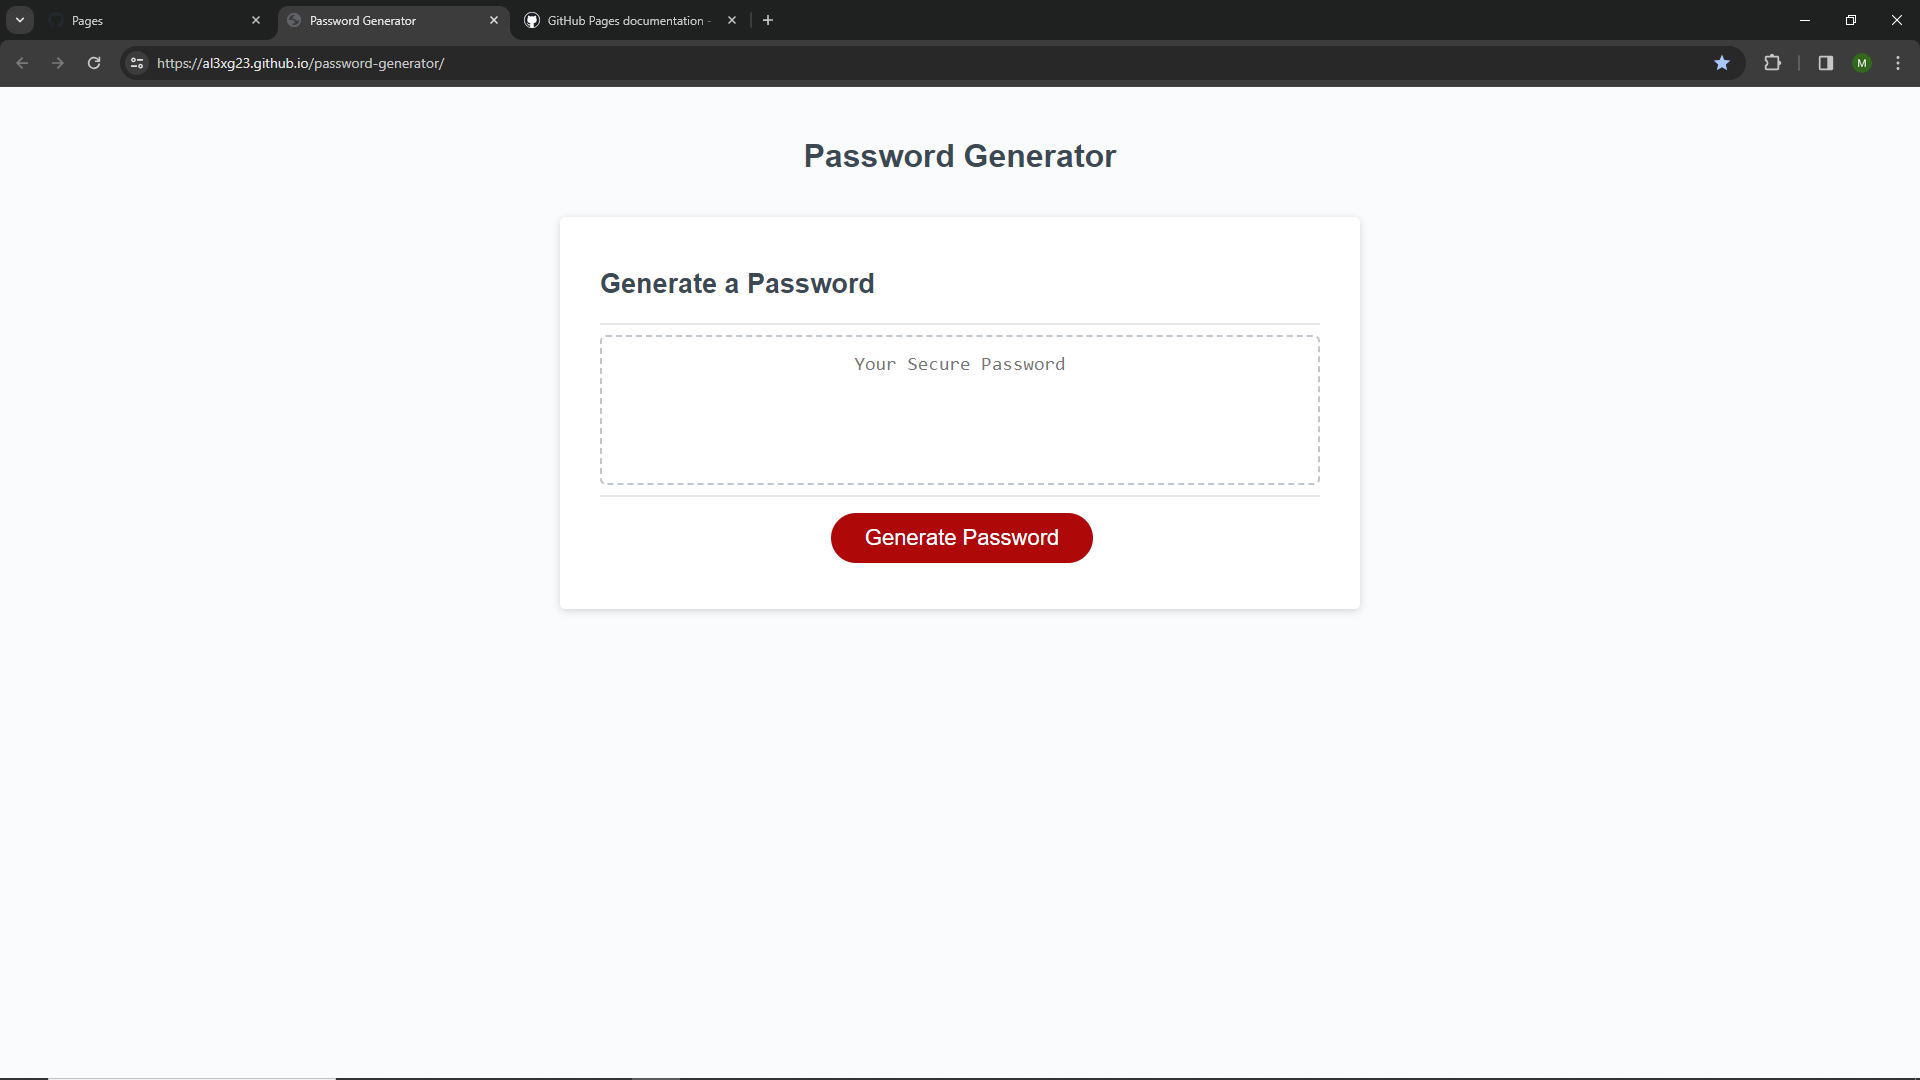 Pages
Password Generator
GitHub Pages documentation -
https://al3xg23.github.io/password-generator/
M
Password Generator
Generate a Password
Your Secure Password
Generate Password